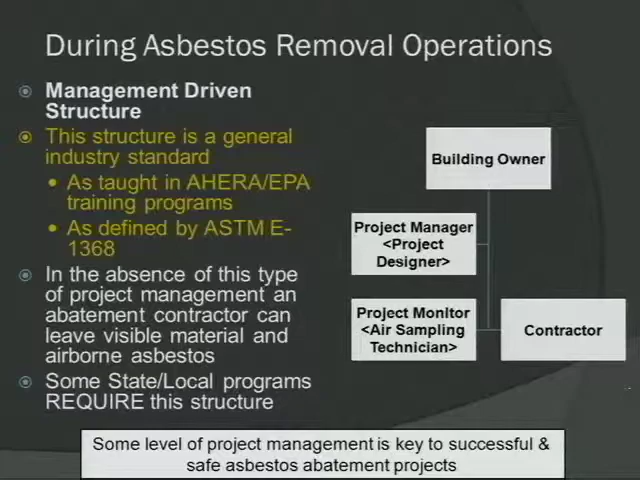 During Asbestos Removal Operations
Management Driven
Structure
This structure is a general
industry standard
As taught in AHERA/EPA
training programs
As defined by ASTM E-
1368
In the absence of this type
of project management an
abatement contractor can
leave visible material and
airborne asbestos
Some State/Local programs
REQUIRE this structure
Building Owner
Project Manager
<Project
Designer>
Project Monitor
<Air Sampling
Technician>
Contractor
Some level of project management is key to successful &
safe asbestos abatement projects